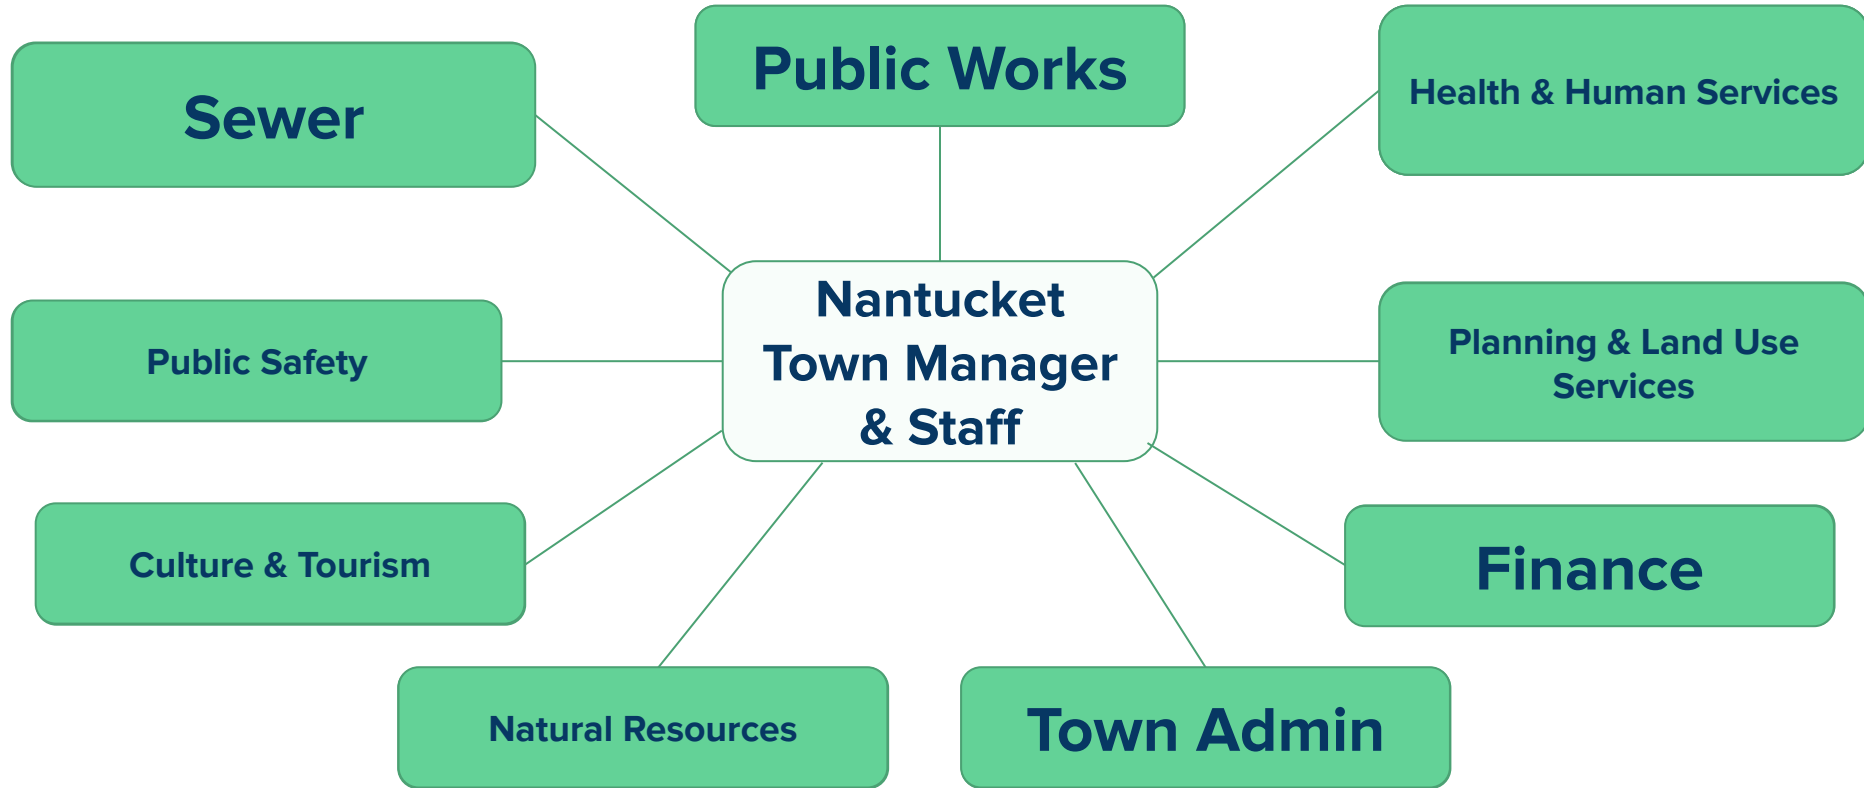 Public Works
Sewer
Health & Human Services
Nantucket
Town Manager
& Staff
Public Safety
Planning & Land Use
Services
Culture & Tourism
Finance
Natural Resources
Town Admin